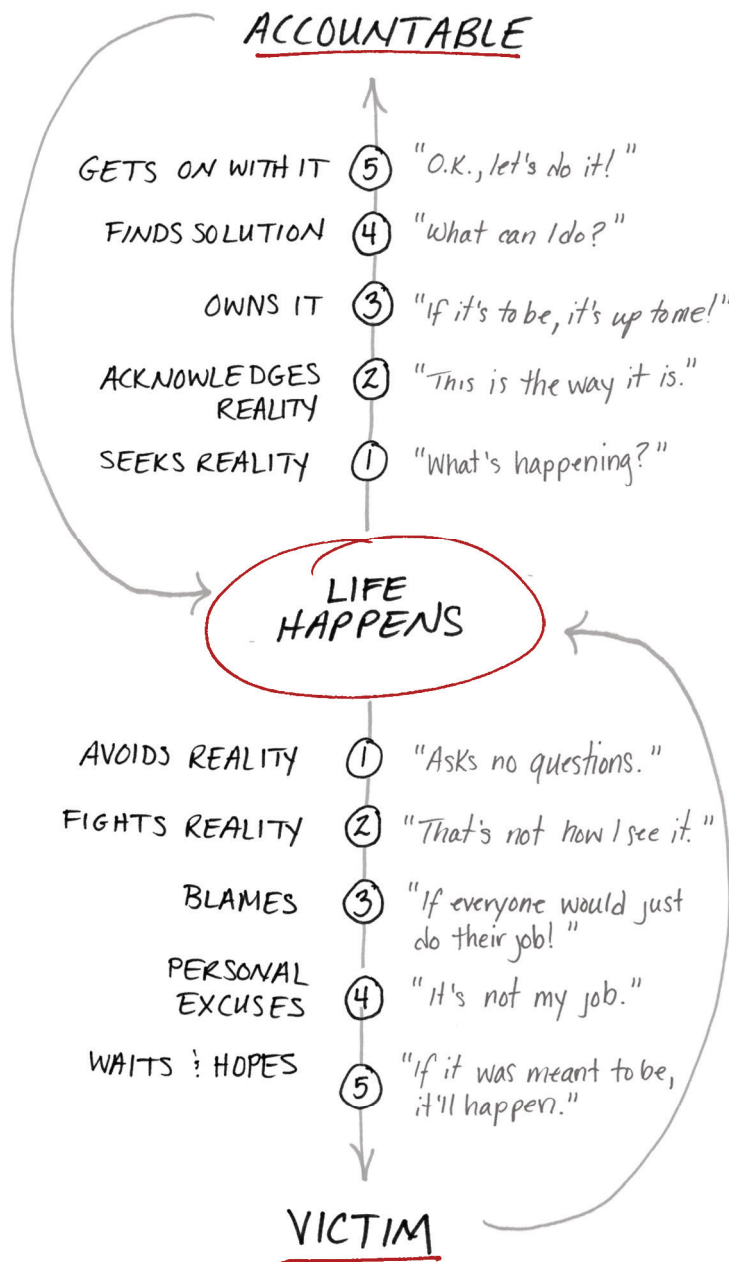 ACCOUNTABLE
GETS ON WITH IT 5 "O.K., let's do it!"
FINDS SOLUTION 4 "What can I do?"
OWNS IT 3 "If it's to be, it's up to me!"
ACKNOWLEDGES 2 "This is the way it is."
REALITY
SEEKS REALITY 1 "What's happening?"
LIFE
HAPPENS
AVOIDS REALITY 1 "Asks no questions."
FIGHTS REALITY 2 "That's not how I see it."
BLAMES 3 "If everyone would just
do their job!"
PERSONAL
EXCUSES 4 "It's not my job."
WAITS & HOPES 5 "If it was meant to be,
it'll happen."
VICTIM